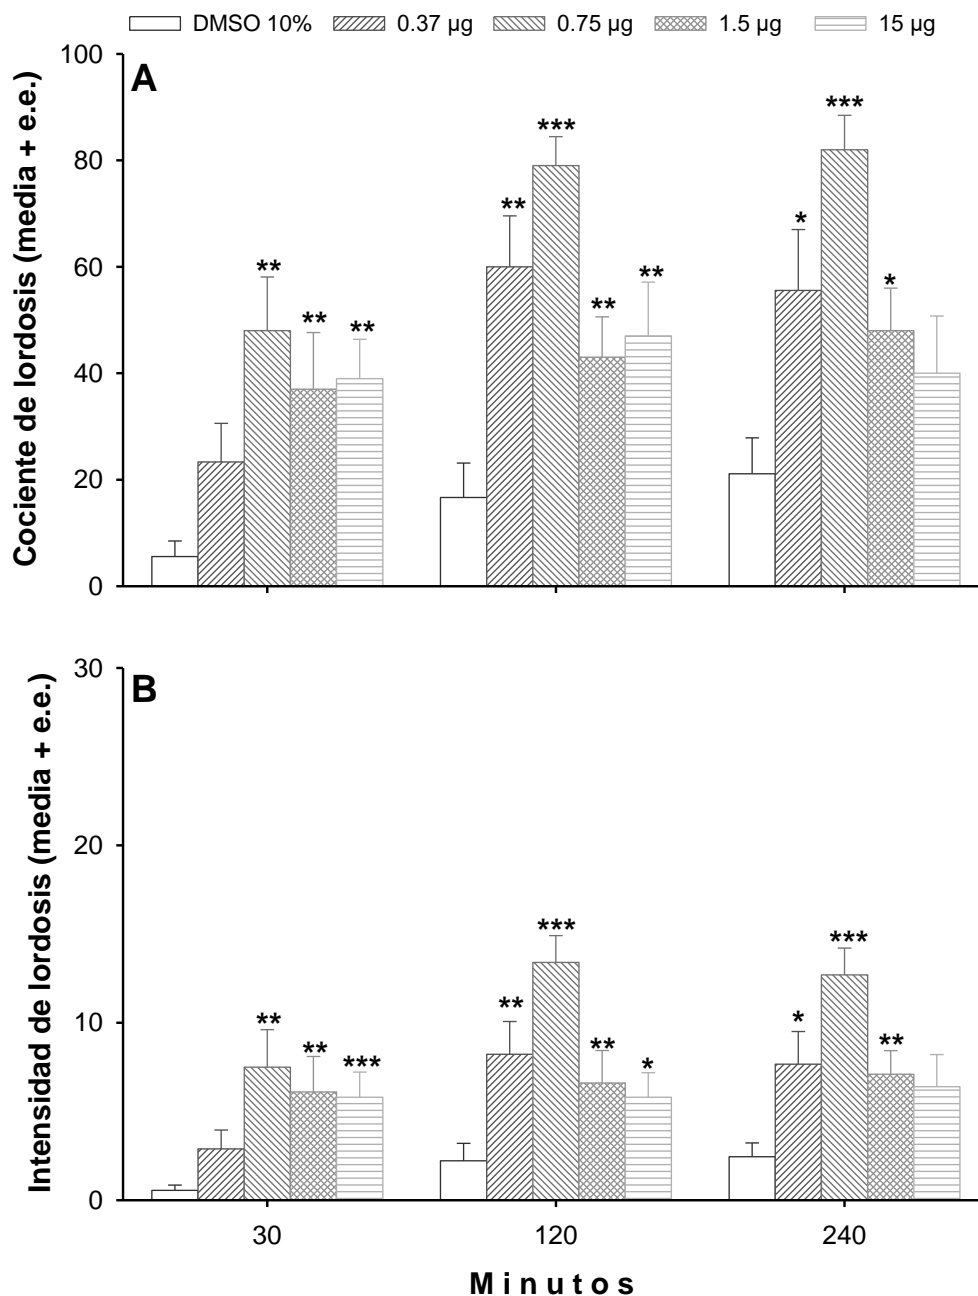 DMSO 10% 0.37 µg 0.75 µg 1.5 µg 15 µg
A
Cociente de lordosis (media + e.e.)
100
80
60
40
20
0
** ** **
** *** ** **
* *** *
B
Intensidad de lordosis (media + e.e.)
30
20
10
0
** ** ***
** *** ** *
* *** **
30 120 240
Minutos